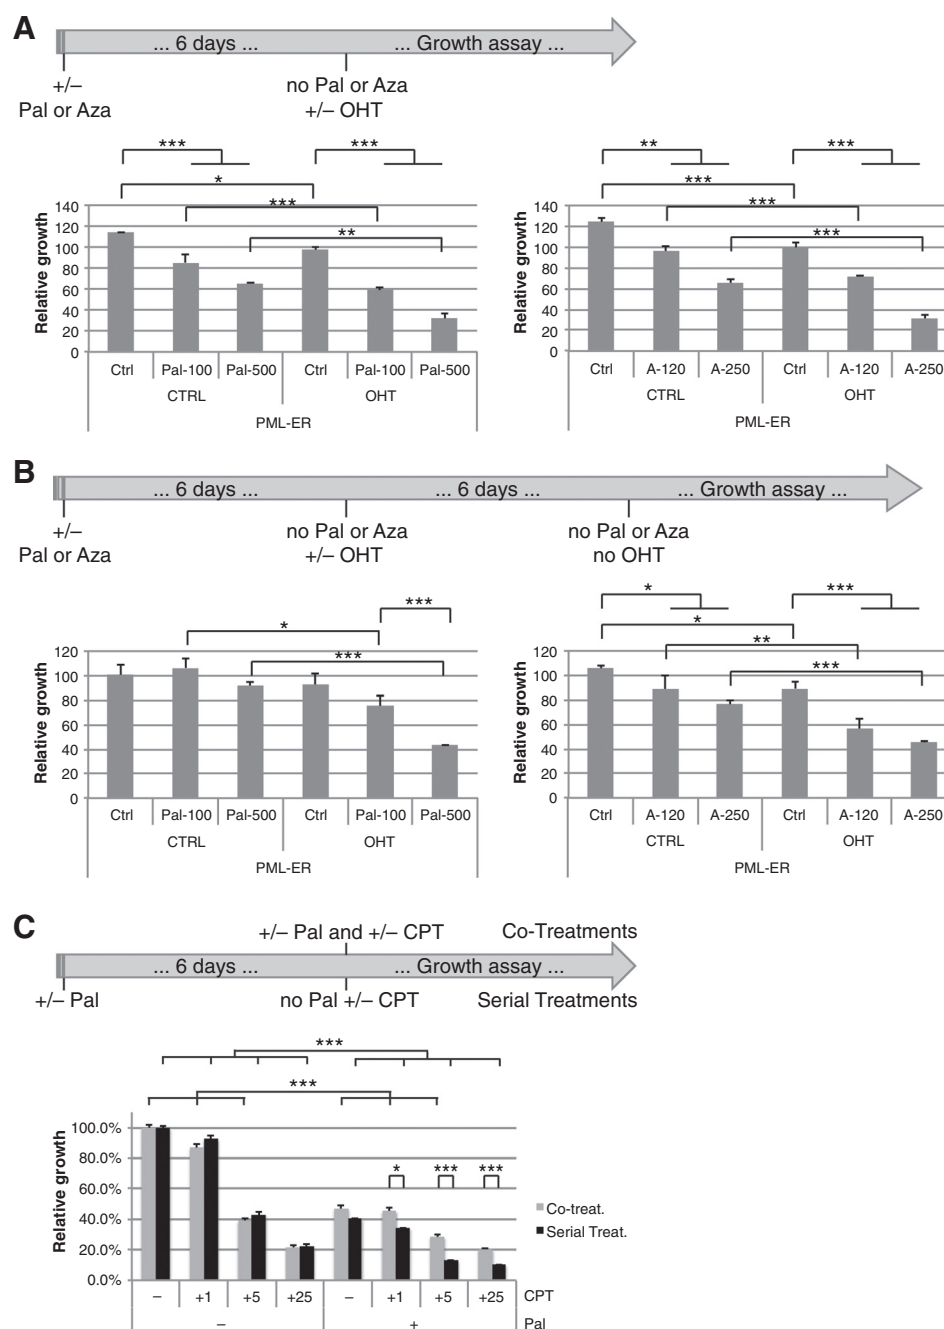 A
... 6 days ... ... Growth assay ...
+/– no Pal or Aza
Pal or Aza +/– OHT
*** *** ** ***
* ***
*** ***
** ***
Relative growth
140
120
100
80
60
40
20
0
Ctrl Pal-100 Pal-500 Ctrl Pal-100 Pal-500
CTRL OHT
PML-ER
Relative growth
140
120
100
80
60
40
20
0
Ctrl A-120 A-250 Ctrl A-120 A-250
CTRL OHT
PML-ER
B
... 6 days ... ... 6 days ... ... Growth assay ...
+/– no Pal or Aza no Pal or Aza
Pal or Aza +/– OHT no OHT
***
*
***
Relative growth
120
100
80
60
40
20
0
Ctrl Pal-100 Pal-500 Ctrl Pal-100 Pal-500
CTRL OHT
PML-ER
* ***
*
**
***
Relative growth
120
100
80
60
40
20
0
Ctrl A-120 A-250 Ctrl A-120 A-250
CTRL OHT
PML-ER
C
+/– Pal and +/– CPT Co-Treatments
... 6 days ... ... Growth assay ...
+/– Pal no Pal +/– CPT Serial Treatments
***
***
* *** ***
Relative growth
100.0%
80.0%
60.0%
40.0%
20.0%
0.0%
Co-treat.
Serial Treat.
– +1 +5 +25 – +1 +5 +25 CPT
– + Pal